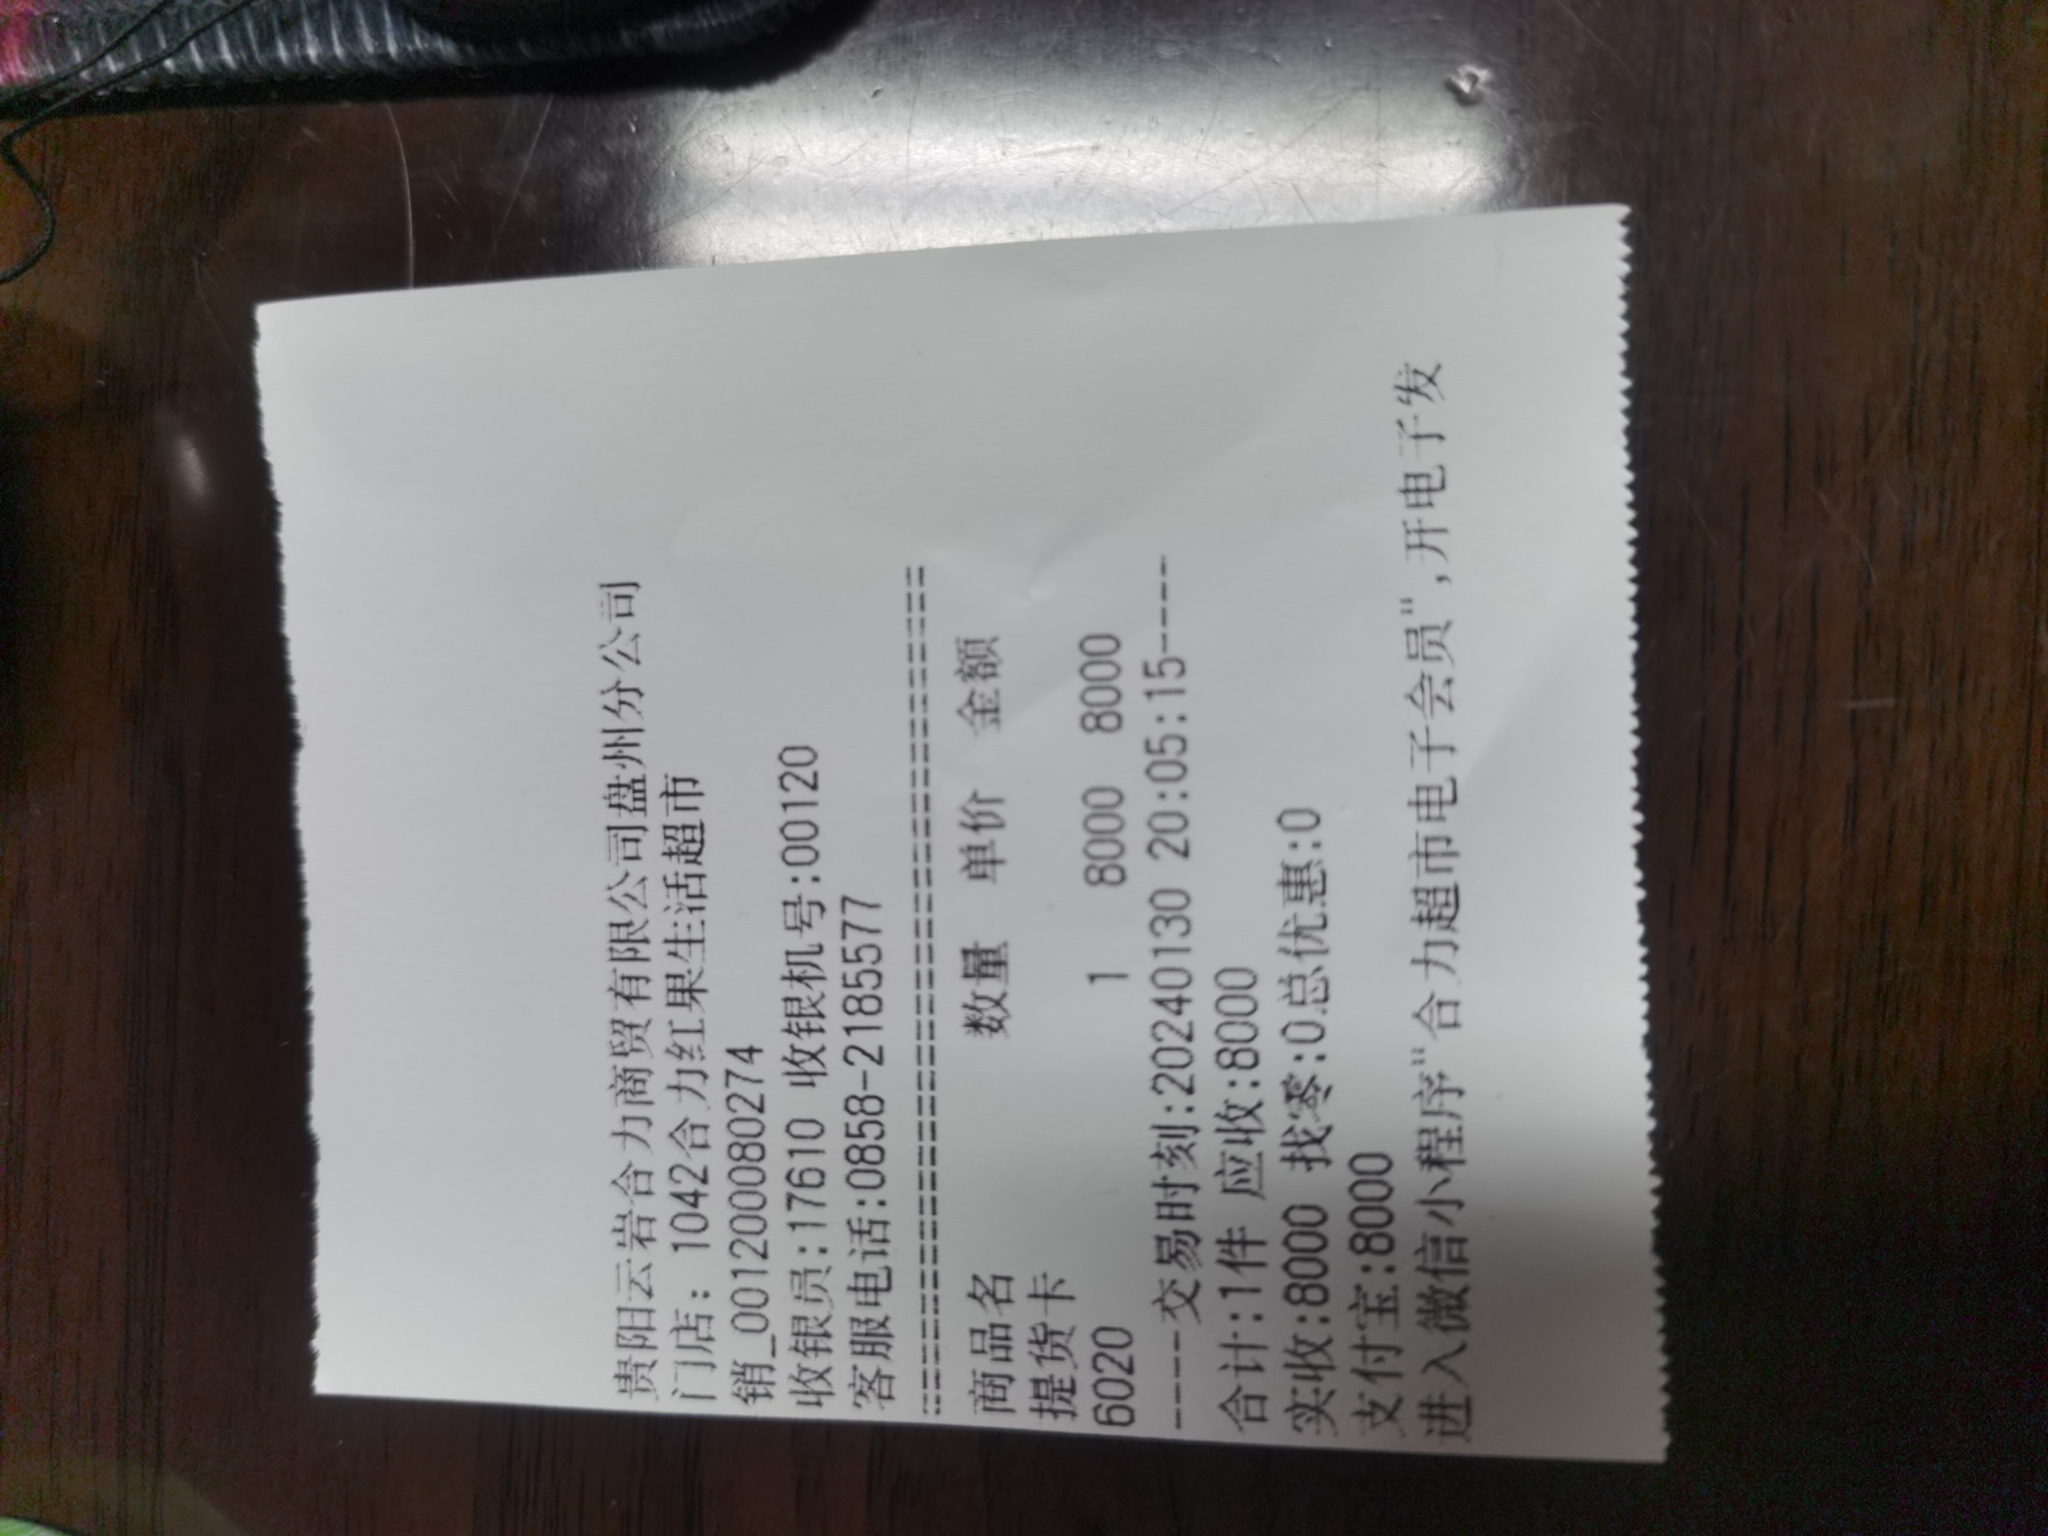 贵阳云岩合力商贸有限公司盘州分公司
门店: 1042合力红果生活超市
销_0012000080274
收银员:17610 收银机号:00120
客服电话:0858-2185577
==========================================
商品名 数量 单价 金额
提货卡
6020 1 8000 8000
-----交易时刻:20240130 20:05:15-----
合计:1件 应收:8000
实收:8000 找零:0总优惠:0
支付宝:8000
进入微信小程序"合力超市电子会员",开电子发